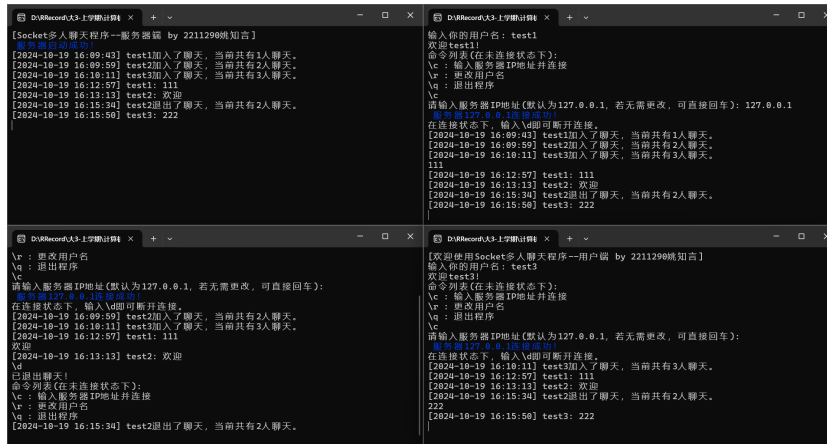 D:\RRecord\大3-上学期\计算机
[Socket多人聊天程序--服务器端 by 2211290姚知言]
服务器启动成功!
[2024-10-19 16:09:43] test1加入了聊天，当前共有1人聊天。
[2024-10-19 16:09:59] test2加入了聊天，当前共有2人聊天。
[2024-10-19 16:10:11] test3加入了聊天，当前共有3人聊天。
[2024-10-19 16:12:57] test1: 111
[2024-10-19 16:13:13] test2: 欢迎
[2024-10-19 16:15:34] test2退出了聊天，当前共有2人聊天。
[2024-10-19 16:15:50] test3: 222
D:\RRecord\大3-上学期\计算机
输入你的用户名: test1
欢迎test1!
命令列表(在未连接状态下):
\c : 输入服务器IP地址并连接
\r : 更改用户名
\q : 退出程序
\c
请输入服务器IP地址(默认为127.0.0.1, 若无需更改, 可直接回车): 127.0.0.1
服务器127.0.0.1连接成功!
在连接状态下, 输入\d即可断开连接。
[2024-10-19 16:09:43] test1加入了聊天，当前共有1人聊天。
[2024-10-19 16:09:59] test2加入了聊天，当前共有2人聊天。
[2024-10-19 16:10:11] test3加入了聊天，当前共有3人聊天。
111
[2024-10-19 16:12:57] test1: 111
[2024-10-19 16:13:13] test2: 欢迎
[2024-10-19 16:15:34] test2退出了聊天，当前共有2人聊天。
[2024-10-19 16:15:50] test3: 222
D:\RRecord\大3-上学期\计算机
\r : 更改用户名
\q : 退出程序
\c
请输入服务器IP地址(默认为127.0.0.1, 若无需更改, 可直接回车):
服务器127.0.0.1连接成功!
在连接状态下, 输入\d即可断开连接。
[2024-10-19 16:09:59] test2加入了聊天，当前共有2人聊天。
[2024-10-19 16:10:11] test3加入了聊天，当前共有3人聊天。
[2024-10-19 16:12:57] test1: 111
欢迎
[2024-10-19 16:13:13] test2: 欢迎
\d
已退出聊天!
命令列表(在未连接状态下):
\c : 输入服务器IP地址并连接
\r : 更改用户名
\q : 退出程序
[2024-10-19 16:15:34] test2退出了聊天，当前共有2人聊天。
D:\RRecord\大3-上学期\计算机
[欢迎使用Socket多人聊天程序--用户端 by 2211290姚知言]
输入你的用户名: test3
欢迎test3!
命令列表(在未连接状态下):
\c : 输入服务器IP地址并连接
\r : 更改用户名
\q : 退出程序
\c
请输入服务器IP地址(默认为127.0.0.1, 若无需更改, 可直接回车):
服务器127.0.0.1连接成功!
在连接状态下, 输入\d即可断开连接。
[2024-10-19 16:10:11] test3加入了聊天，当前共有3人聊天。
[2024-10-19 16:12:57] test1: 111
[2024-10-19 16:13:13] test2: 欢迎
[2024-10-19 16:15:34] test2退出了聊天，当前共有2人聊天。
222
[2024-10-19 16:15:50] test3: 222